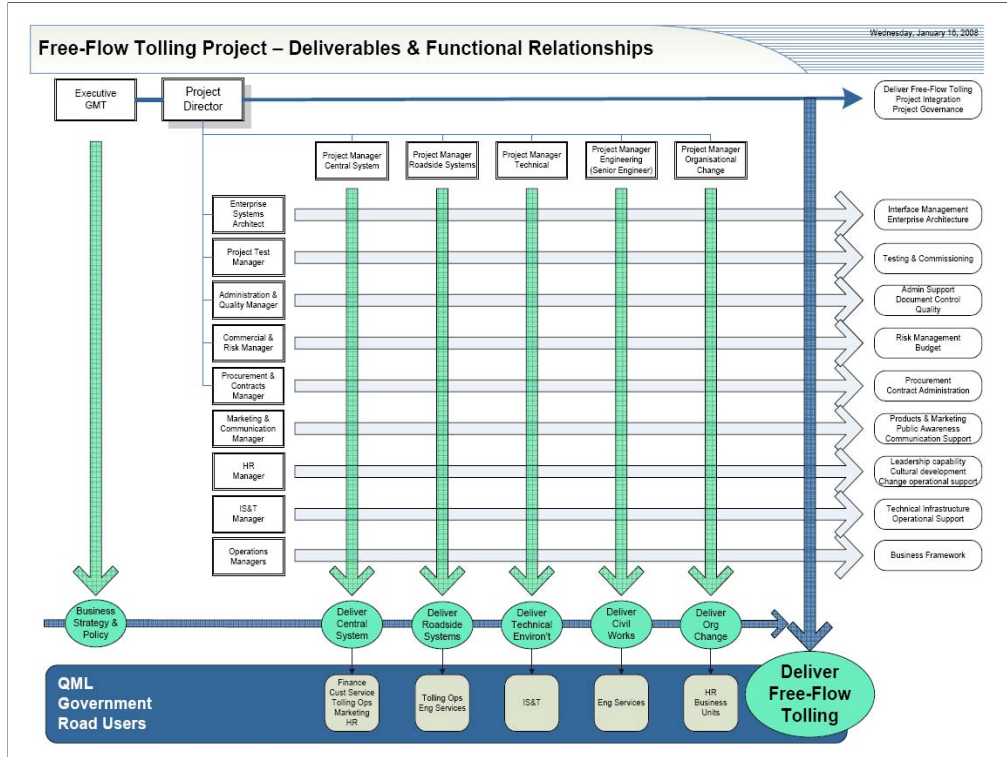 Wednesday, January 16, 2008
Free-Flow Tolling Project – Deliverables & Functional Relationships
Executive
GMT
Project
Director
Deliver Free-Flow Tolling
Project Integration
Project Governance
Project Manager
Central System
Project Manager
Roadside Systems
Project Manager
Technical
Project Manager
Engineering
(Senior Engineer)
Project Manager
Organisational
Change
Enterprise
Systems
Architect
Interface Management
Enterprise Architecture
Project Test
Manager
Testing & Commissioning
Administration &
Quality Manager
Admin Support
Document Control
Quality
Commercial &
Risk Manager
Risk Management
Budget
Procurement &
Contracts
Manager
Procurement
Contract Administration
Marketing &
Communication
Manager
Products & Marketing
Public Awareness
Communication Support
HR
Manager
Leadership capability
Cultural development
Change operational support
IS&T
Manager
Technical Infrastructure
Operational Support
Operations
Managers
Business Framework
Business
Strategy &
Policy
Deliver
Central
System
Deliver
Roadside
Systems
Deliver
Technical
Environ't
Deliver
Civil
Works
Deliver
Org
Change
Deliver
Free-Flow
Tolling
QML
Government
Road Users
Finance
Cust Service
Tolling Ops
Marketing
HR
Tolling Ops
Eng Services
IS&T
Eng Services
HR
Business
Units